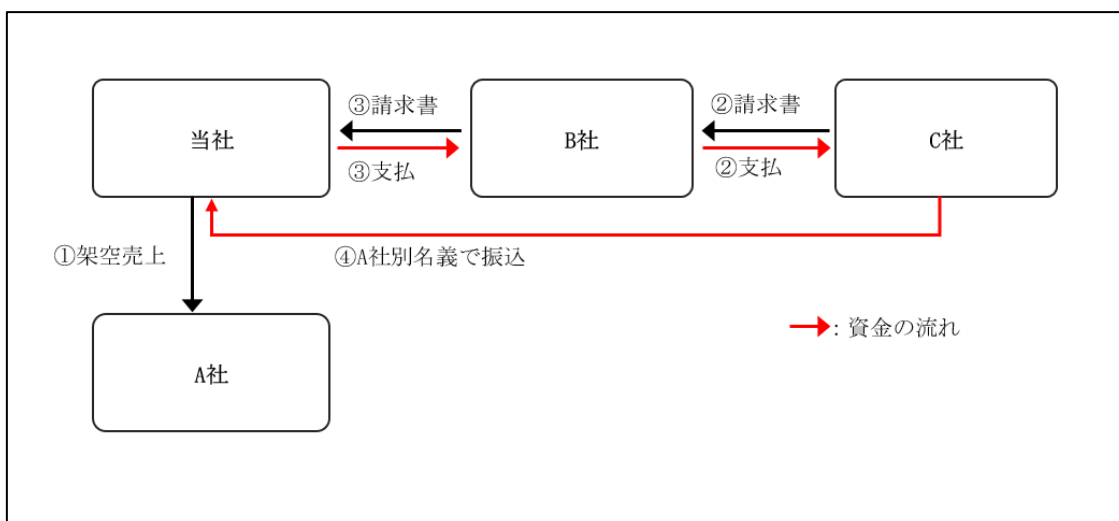 ③請求書
②請求書
当社
B社
C社
③支払
②支払
①架空売上
④A社別名義で振込
: 資金の流れ
A社